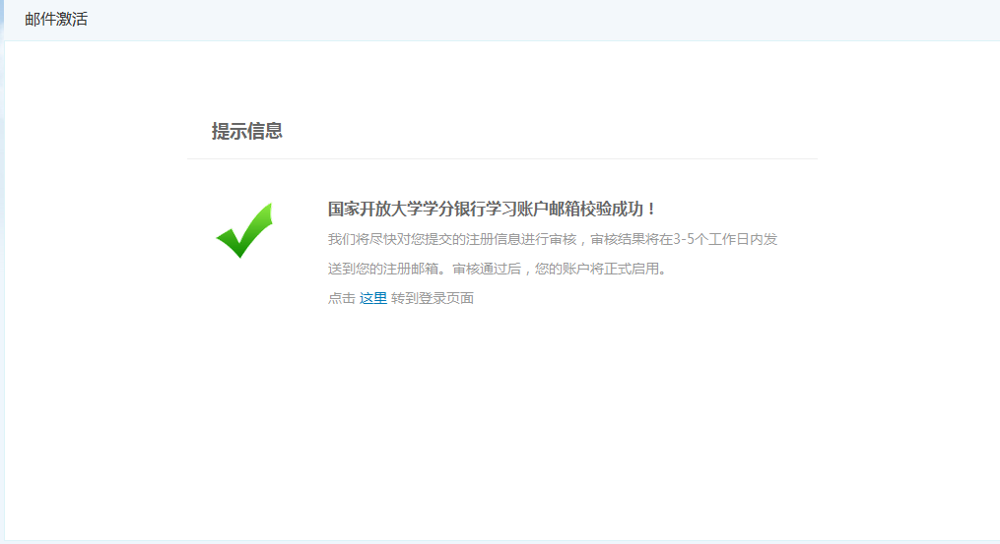 邮件激活
提示信息
国家开放大学学分银行学习账户邮箱校验成功！
我们将尽快对您提交的注册信息进行审核，审核结果将在3-5个工作日内发
送到您的注册邮箱。审核通过后，您的账户将正式启用。
点击 这里 转到登录页面